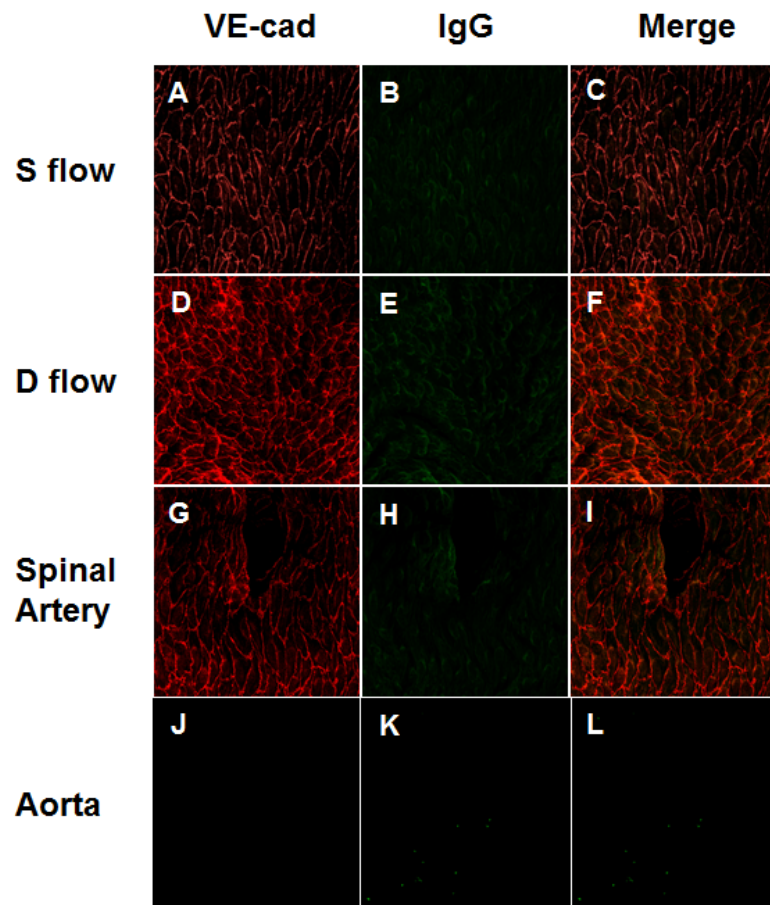 VE-cad IgG Merge
S flow
A B C
D flow
D E F
Spinal
Artery
G H I
Aorta
J K L